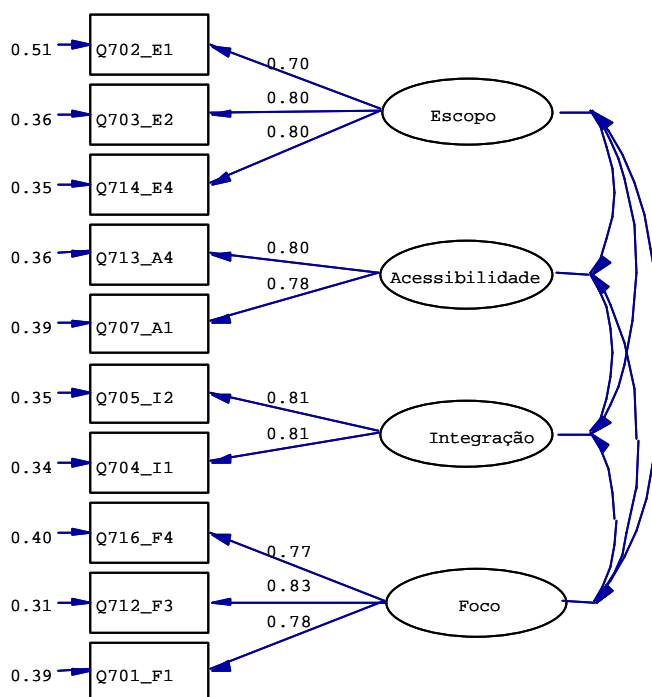 0.51 Q702_E1
0.70
0.36 Q703_E2 0.80 Escopo
0.80
0.35 Q714_E4
0.36 Q713_A4 0.80
Acessibilidade
0.78
0.39 Q707_A1
0.35 Q705_I2 0.81
0.81 Integração
0.34 Q704_I1
0.40 Q716_F4
0.77
0.83
0.31 Q712_F3 Foco
0.78
0.39 Q701_F1